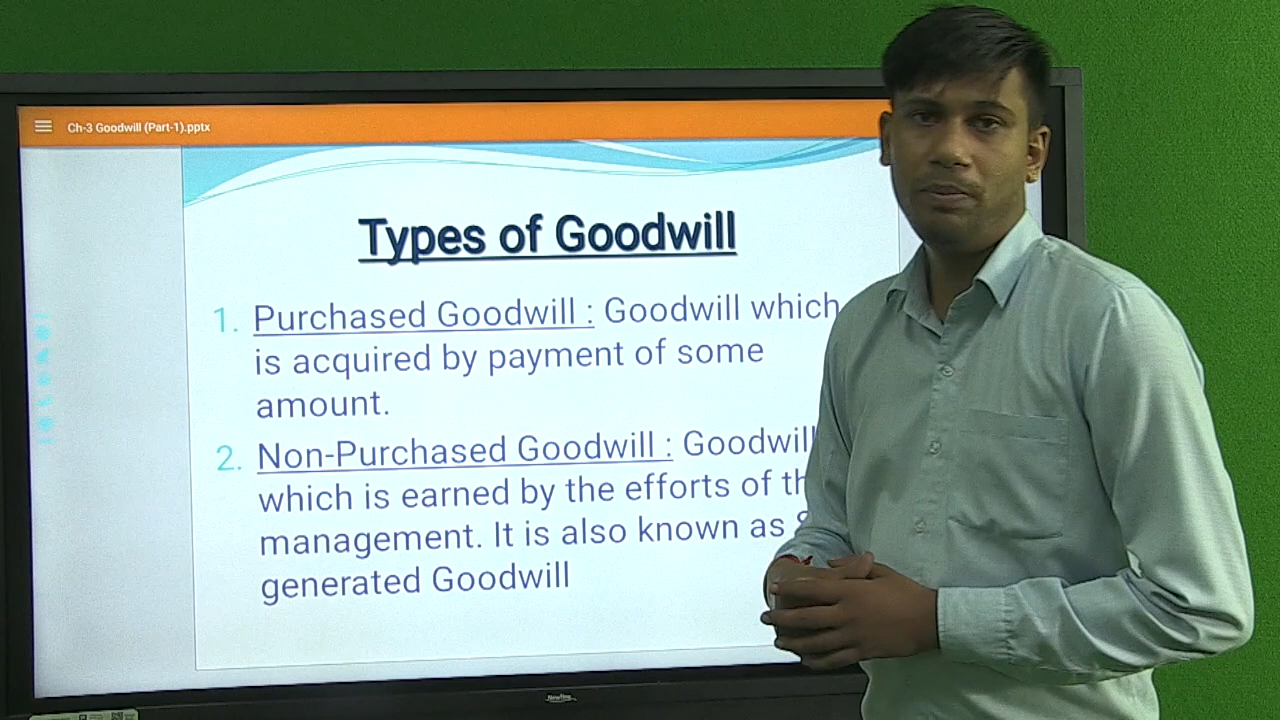 Ch-3 Goodwill (Part-1).pptx
Types of Goodwill
1. Purchased Goodwill : Goodwill which
is acquired by payment of some
amount.
2. Non-Purchased Goodwill : Goodwill
which is earned by the efforts of
management. It is also known as
generated Goodwill